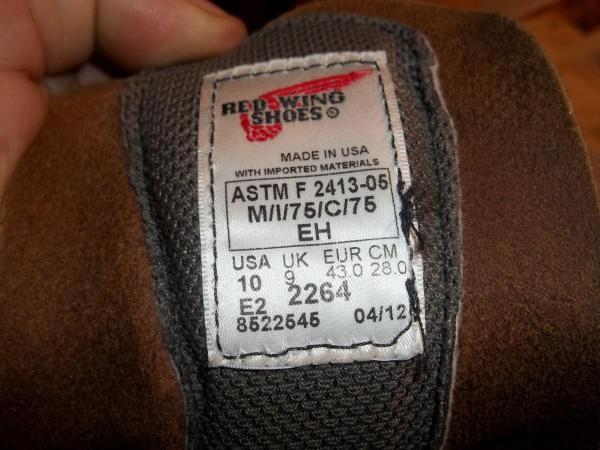 RED WING
SHOES®
MADE IN USA
WITH IMPORTED MATERIALS
ASTM F 2413-05
M/I/75/C/75
EH
USA UK EUR CM
10 9 43.0 28.0
E2 2264
8522545 04/12